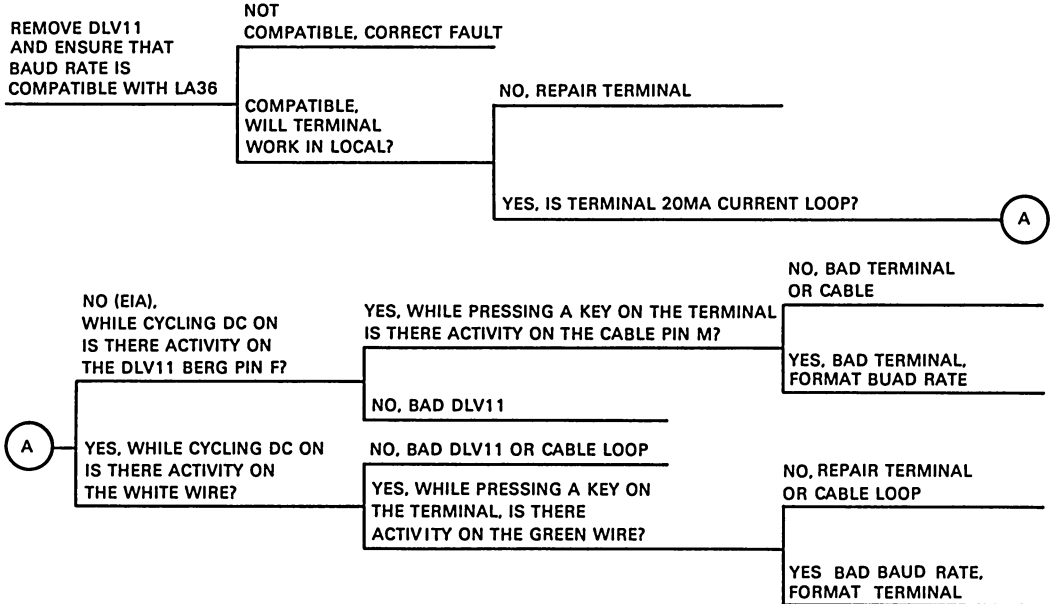 REMOVE DLV11
AND ENSURE THAT
BAUD RATE IS
COMPATIBLE WITH LA36
NOT
COMPATIBLE, CORRECT FAULT
COMPATIBLE,
WILL TERMINAL
WORK IN LOCAL?
NO, REPAIR TERMINAL
YES, IS TERMINAL 20MA CURRENT LOOP?
A
A
NO (EIA),
WHILE CYCLING DC ON
IS THERE ACTIVITY ON
THE DLV11 BERG PIN F?
YES, WHILE PRESSING A KEY ON THE TERMINAL
IS THERE ACTIVITY ON THE CABLE PIN M?
NO, BAD TERMINAL
OR CABLE
YES, BAD TERMINAL,
FORMAT BUAD RATE
NO, BAD DLV11
YES, WHILE CYCLING DC ON
IS THERE ACTIVITY ON
THE WHITE WIRE?
NO, BAD DLV11 OR CABLE LOOP
YES, WHILE PRESSING A KEY ON
THE TERMINAL, IS THERE
ACTIVITY ON THE GREEN WIRE?
NO, REPAIR TERMINAL
OR CABLE LOOP
YES BAD BAUD RATE,
FORMAT TERMINAL